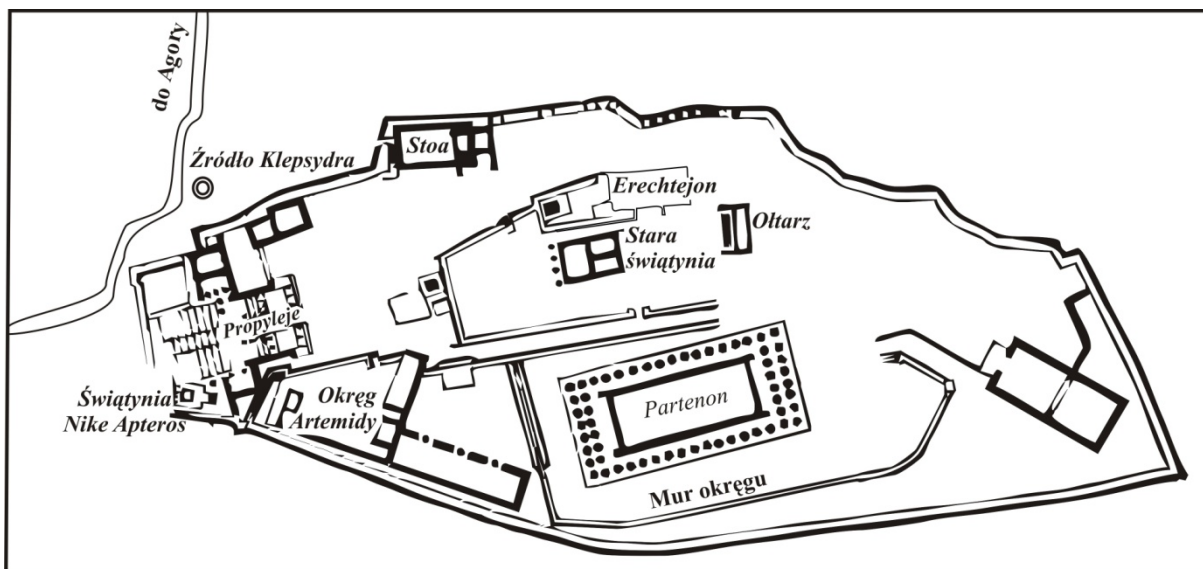 do Agory
Źródło Klepsydra
Stoa
Erechtejon
Ołtarz
Stara
świątynia
Propyleje
Świątynia
Nike Apteros
Okręg
Artemidy
Partenon
Mur okręgu